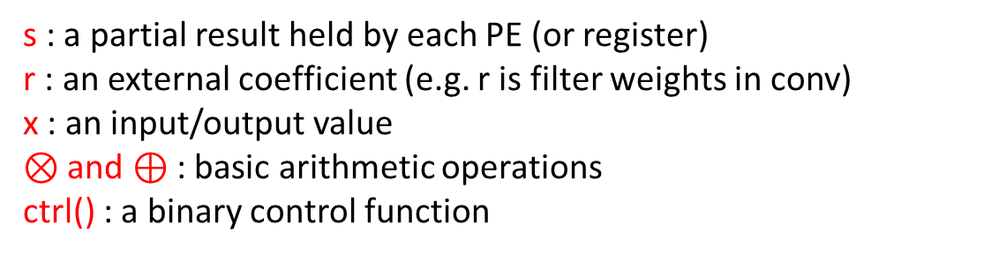 s : a partial result held by each PE (or register)
r : an external coefficient (e.g. r is filter weights in conv)
x : an input/output value
⊗ and ⊕ : basic arithmetic operations
ctrl() : a binary control function